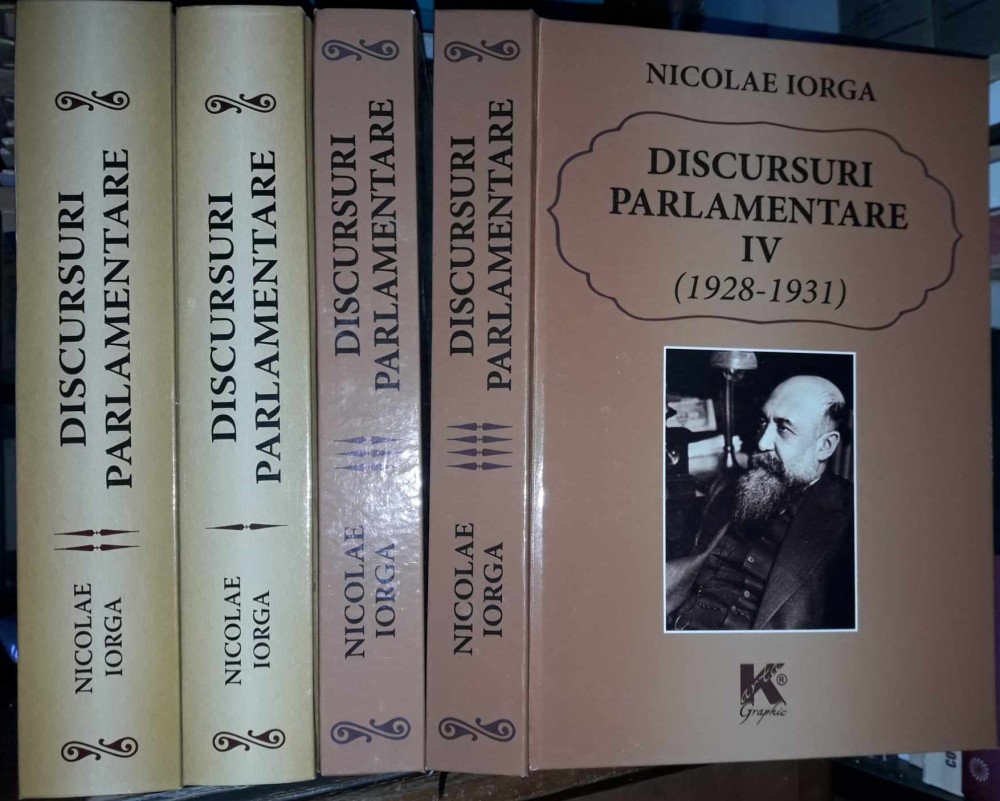 DISCURSURI
PARLAMENTARE
NICOLAE
IORGA
DISCURSURI
PARLAMENTARE
NICOLAE
IORGA
DISCURSURI
PARLAMENTARE
NICOLAE
IORGA
DISCURSURI
PARLAMENTARE
NICOLAE
IORGA
NICOLAE IORGA
DISCURSURI
PARLAMENTARE
IV
(1928-1931)
K®
arte
Graphic